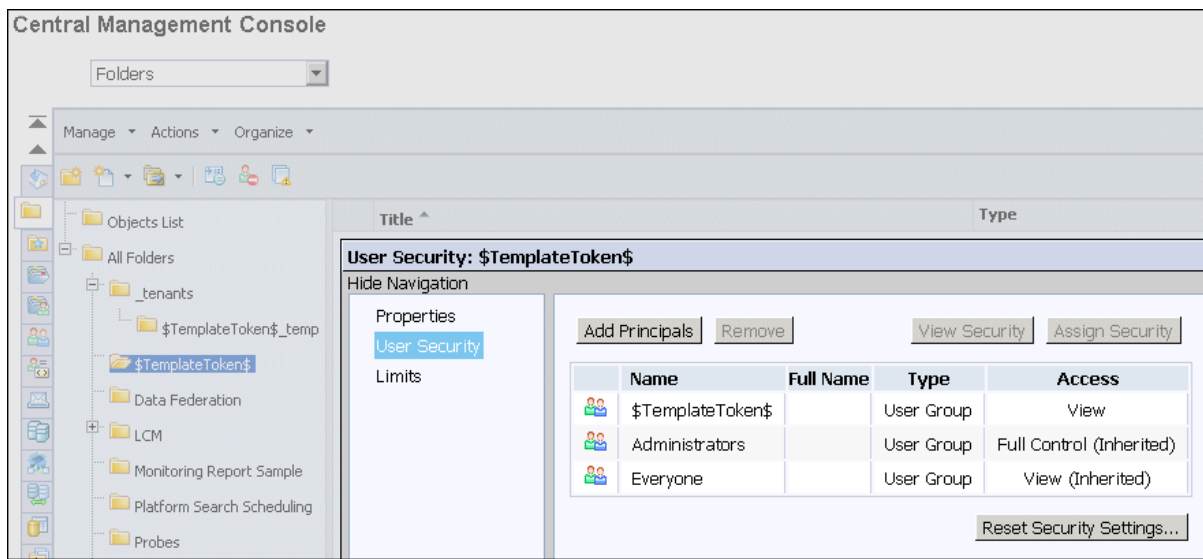 Central Management Console
Folders
Manage Actions Organize
Objects List
All Folders
_tenants
$TemplateToken$_temp
$TemplateToken$
Data Federation
LCM
Monitoring Report Sample
Platform Search Scheduling
Probes
Title Type
User Security: $TemplateToken$
Hide Navigation
Properties
User Security
Limits
Add Principals Remove View Security Assign Security
Name Full Name Type Access
$TemplateToken$ User Group View
Administrators User Group Full Control (Inherited)
Everyone User Group View (Inherited)
Reset Security Settings...